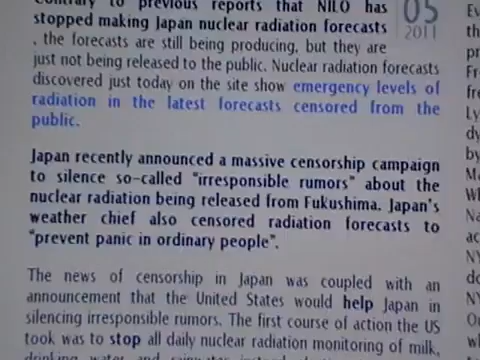 Contrary to previous reports that NILO has
stopped making Japan nuclear radiation forecasts
, the forecasts are still being producing, but they are
just not being released to the public. Nuclear radiation forecasts
discovered just today on the site show emergency levels of
radiation in the latest forecasts censored from the
public.
05
2011
Japan recently announced a massive censorship campaign
to silence so-called "irresponsible rumors" about the
nuclear radiation being released from Fukushima. Japan's
weather chief also censored radiation forecasts to
"prevent panic in ordinary people".
The news of censorship in Japan was coupled with an
announcement that the United States would help Japan in
silencing irresponsible rumors. The first course of action the US
took was to stop all daily nuclear radiation monitoring of milk,
drinking water and rainwater instead